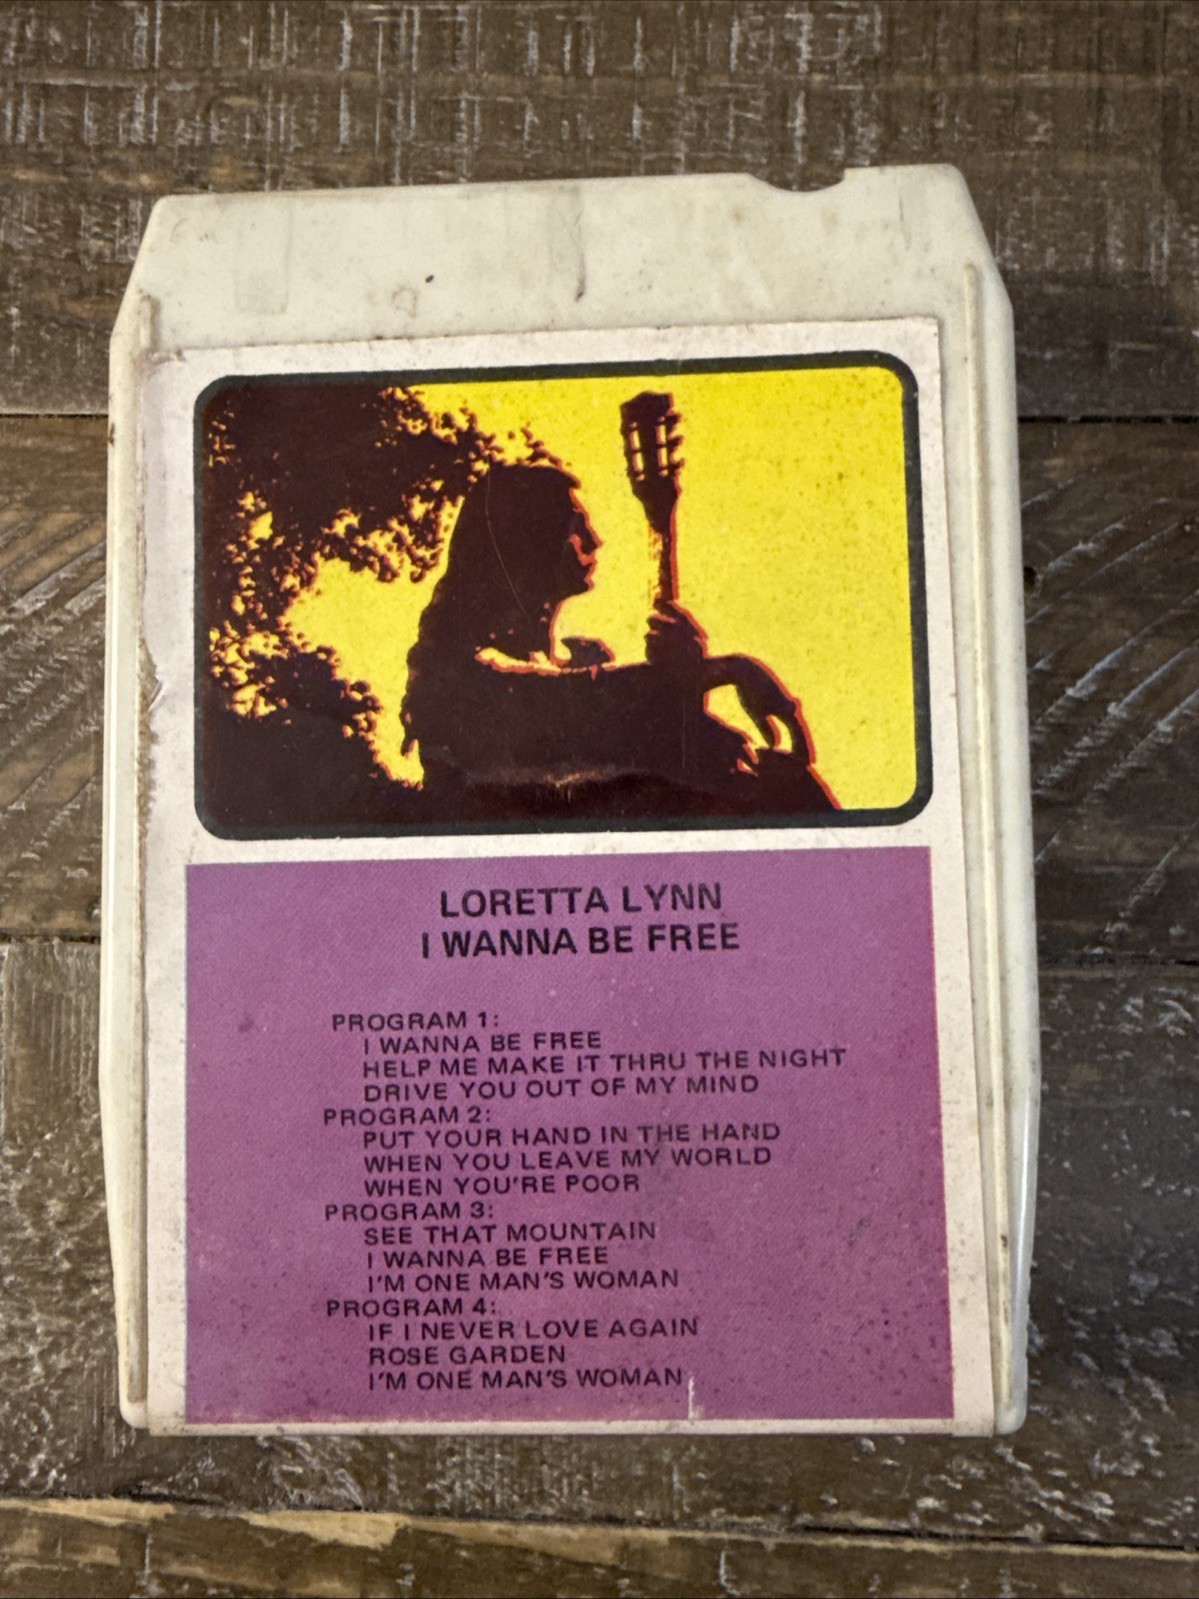 LORETTA LYNN
I WANNA BE FREE
PROGRAM 1:
I WANNA BE FREE
HELP ME MAKE IT THRU THE NIGHT
DRIVE YOU OUT OF MY MIND
PROGRAM 2:
PUT YOUR HAND IN THE HAND
WHEN YOU LEAVE MY WORLD
WHEN YOU'RE POOR
PROGRAM 3:
SEE THAT MOUNTAIN
I WANNA BE FREE
I'M ONE MAN'S WOMAN
PROGRAM 4:
IF I NEVER LOVE AGAIN
ROSE GARDEN
I'M ONE MAN'S WOMAN